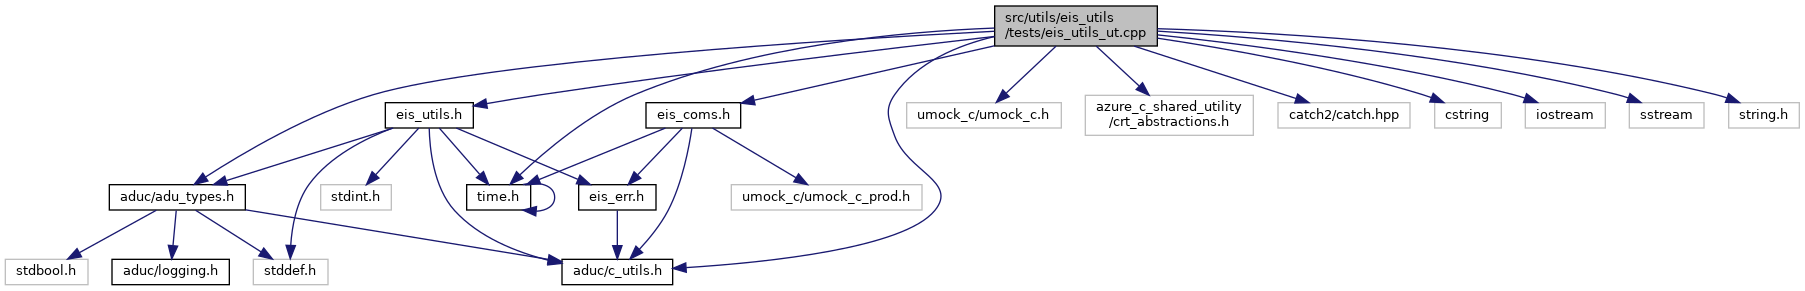 src/utils/eis_utils
/tests/eis_utils_ut.cpp
eis_utils.h
eis_coms.h
umock_c/umock_c.h
azure_c_shared_utility
/crt_abstractions.h
catch2/catch.hpp
cstring
iostream
sstream
string.h
aduc/adu_types.h
stdint.h
time.h
eis_err.h
umock_c/umock_c_prod.h
stdbool.h
aduc/logging.h
stddef.h
aduc/c_utils.h